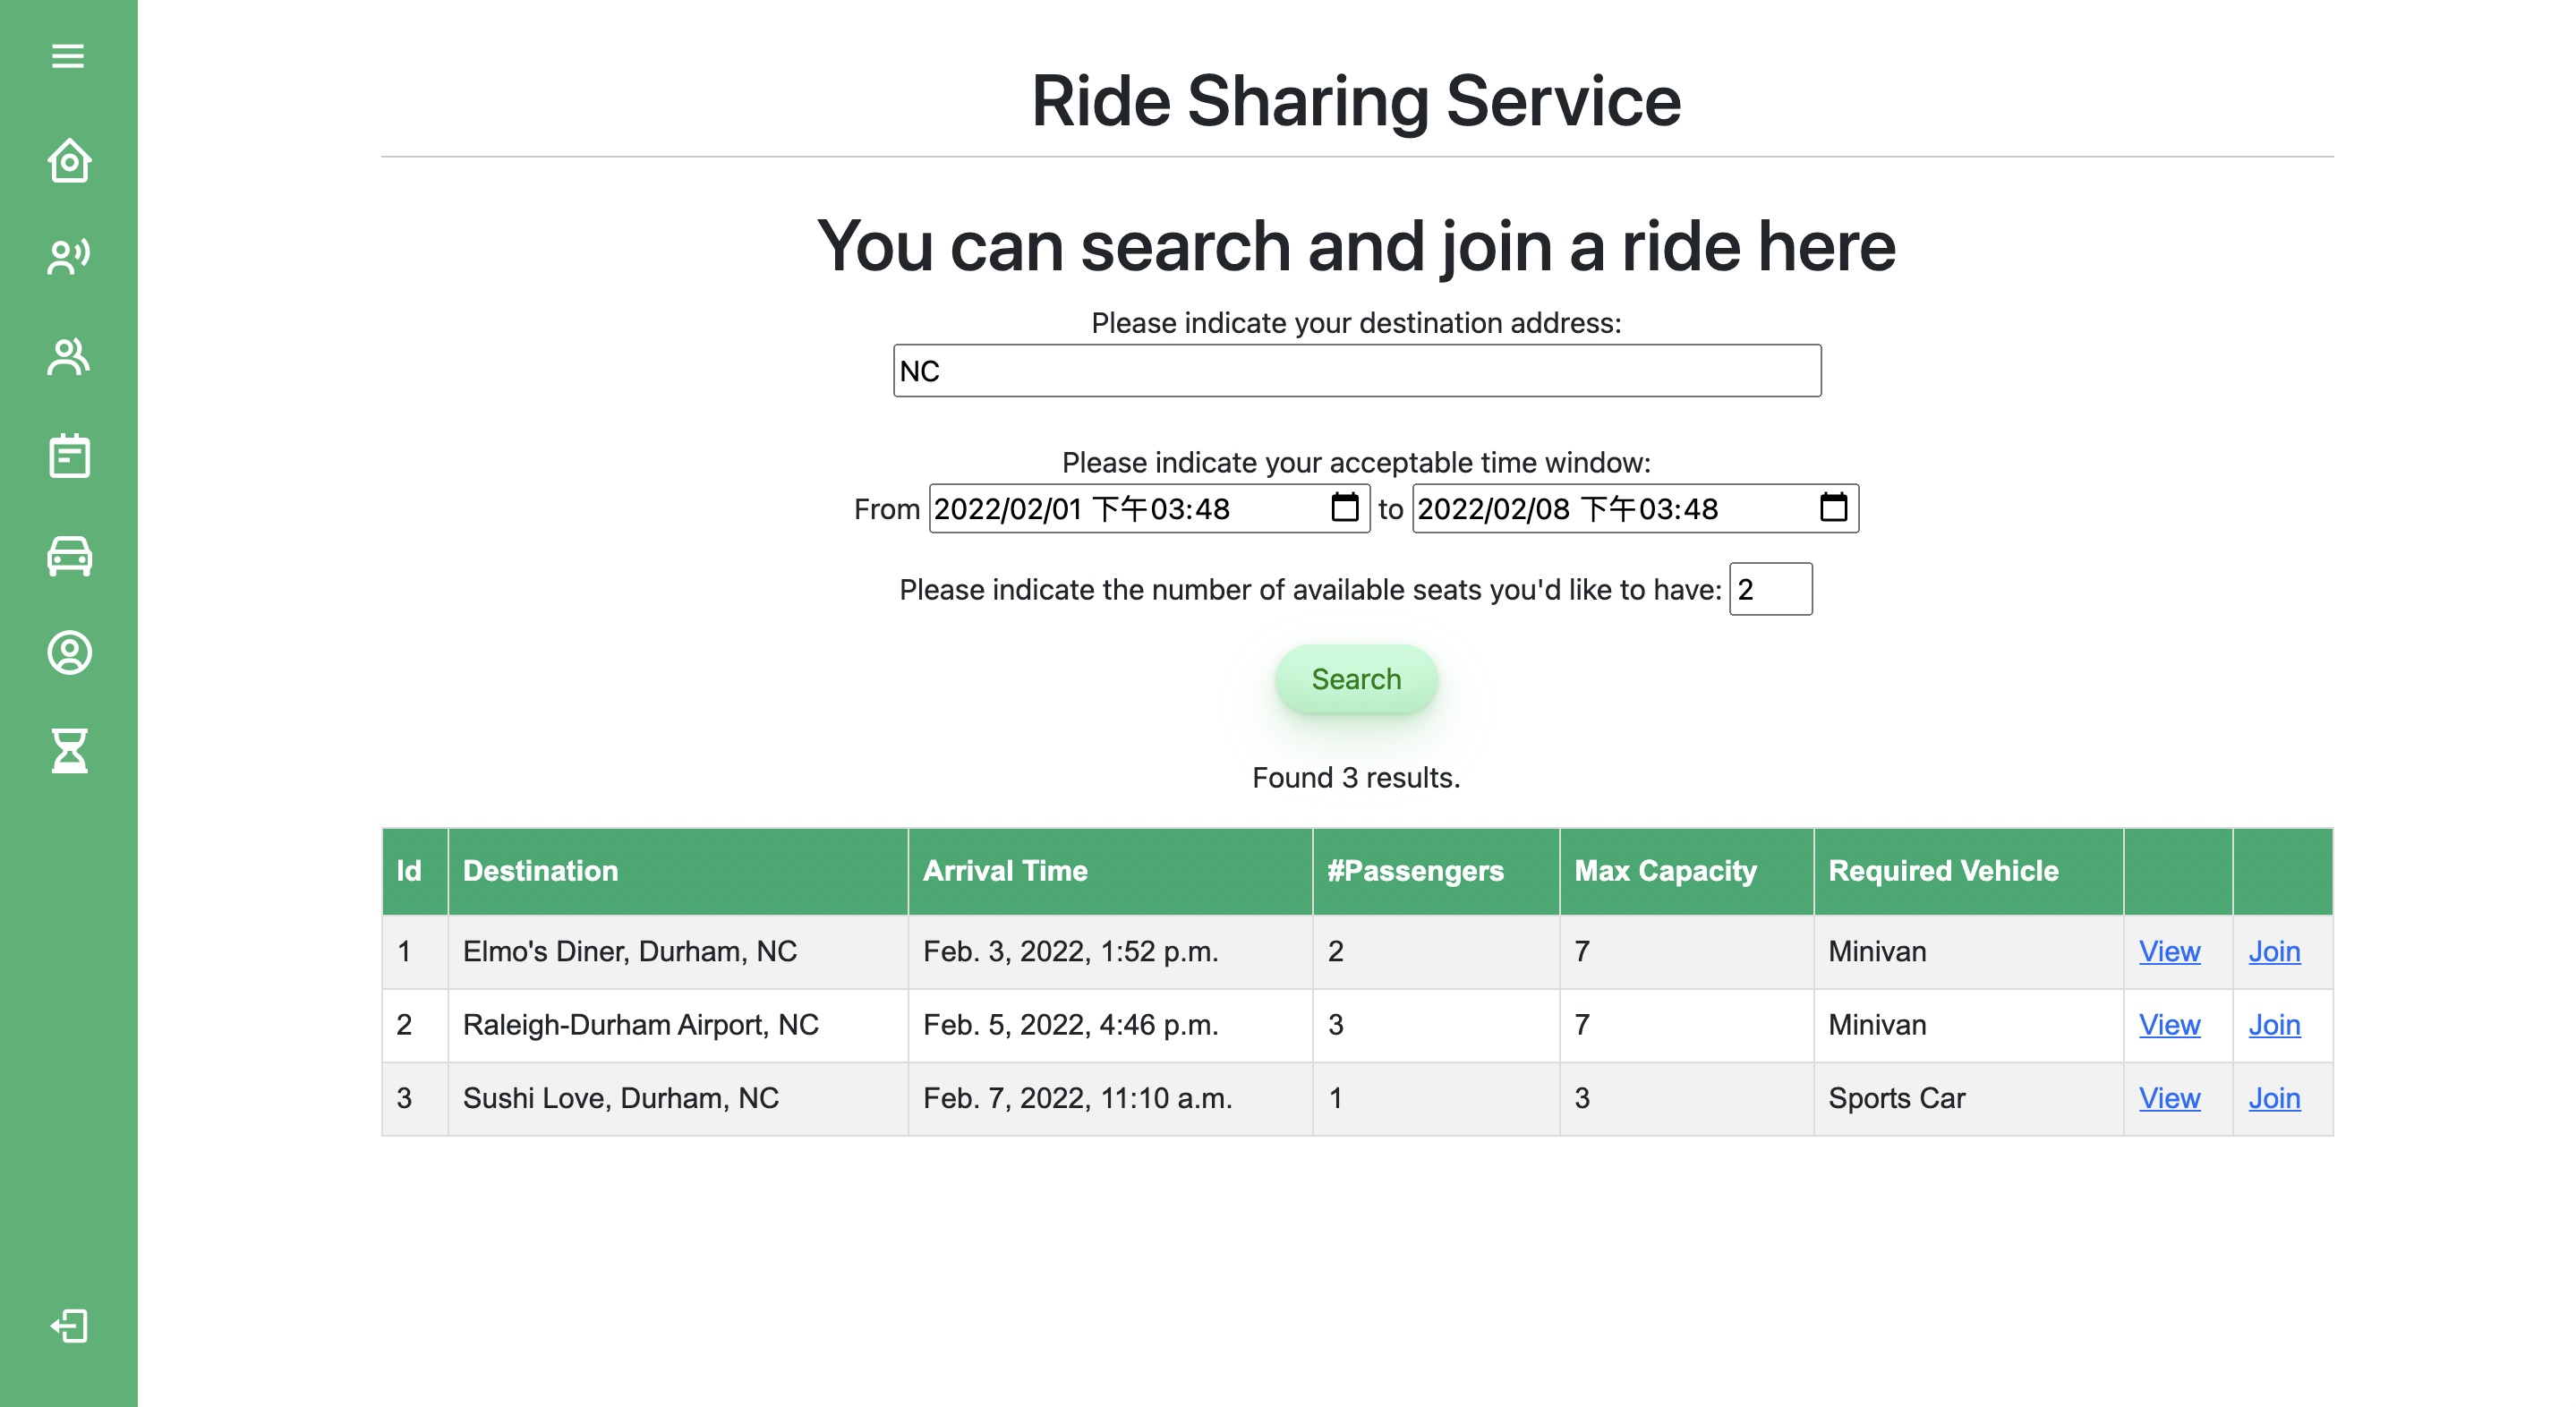 Ride Sharing Service
You can search and join a ride here
Please indicate your destination address:
NC
Please indicate your acceptable time window:
From 2022/02/01 下午03:48 to 2022/02/08 下午03:48
Please indicate the number of available seats you'd like to have: 2
Search
Found 3 results.
Id Destination Arrival Time #Passengers Max Capacity Required Vehicle
1 Elmo's Diner, Durham, NC Feb. 3, 2022, 1:52 p.m. 2 7 Minivan View Join
2 Raleigh-Durham Airport, NC Feb. 5, 2022, 4:46 p.m. 3 7 Minivan View Join
3 Sushi Love, Durham, NC Feb. 7, 2022, 11:10 a.m. 1 3 Sports Car View Join